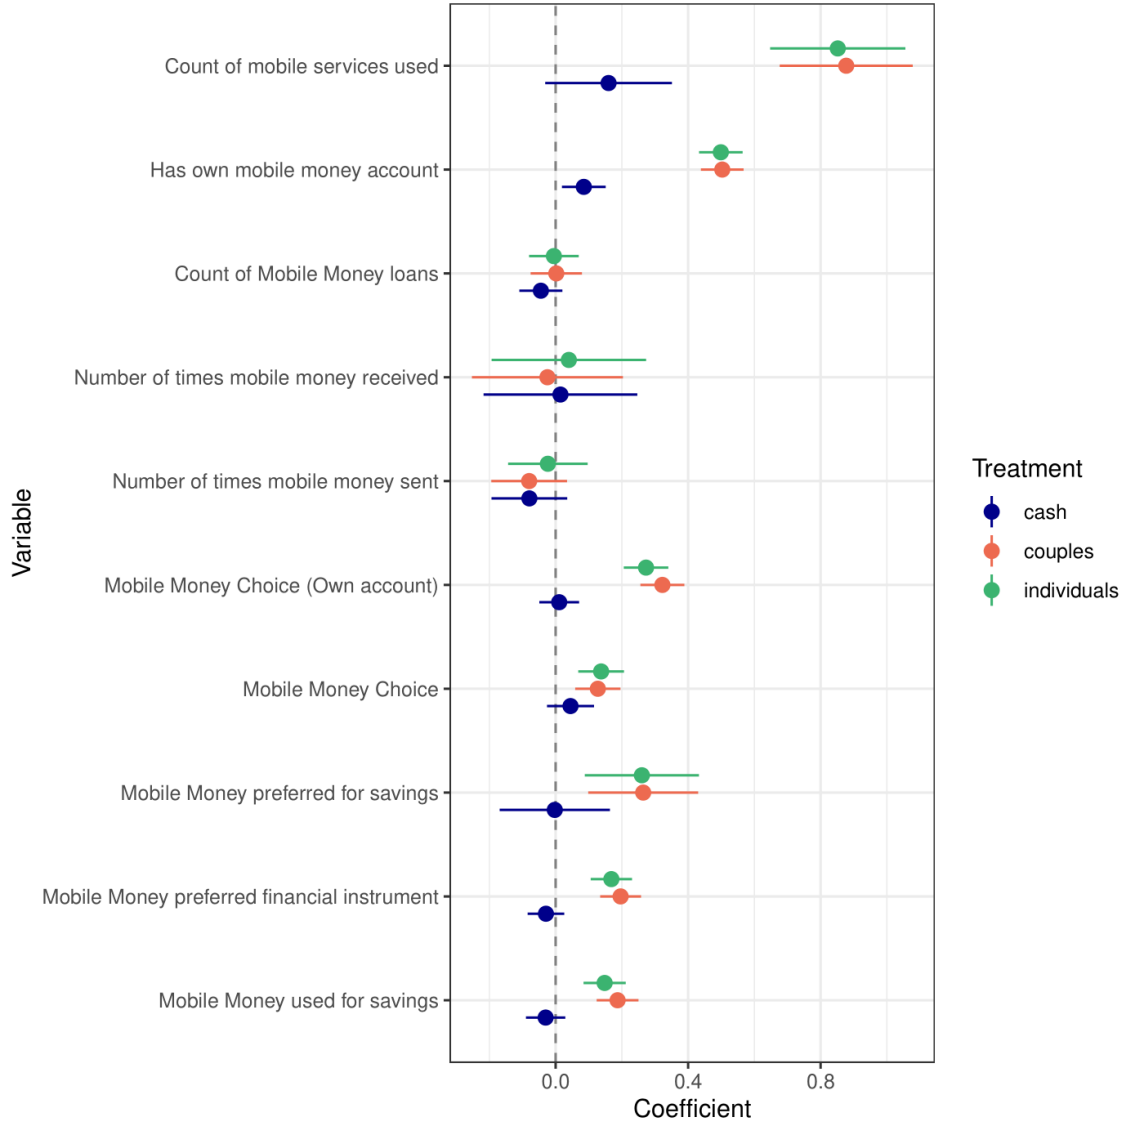 Variable
Count of mobile services used
Has own mobile money account
Count of Mobile Money loans
Number of times mobile money received
Number of times mobile money sent
Mobile Money Choice (Own account)
Mobile Money Choice
Mobile Money preferred for savings
Mobile Money preferred financial instrument
Mobile Money used for savings
0.0 0.4 0.8
Coefficient
Treatment
cash
couples
individuals